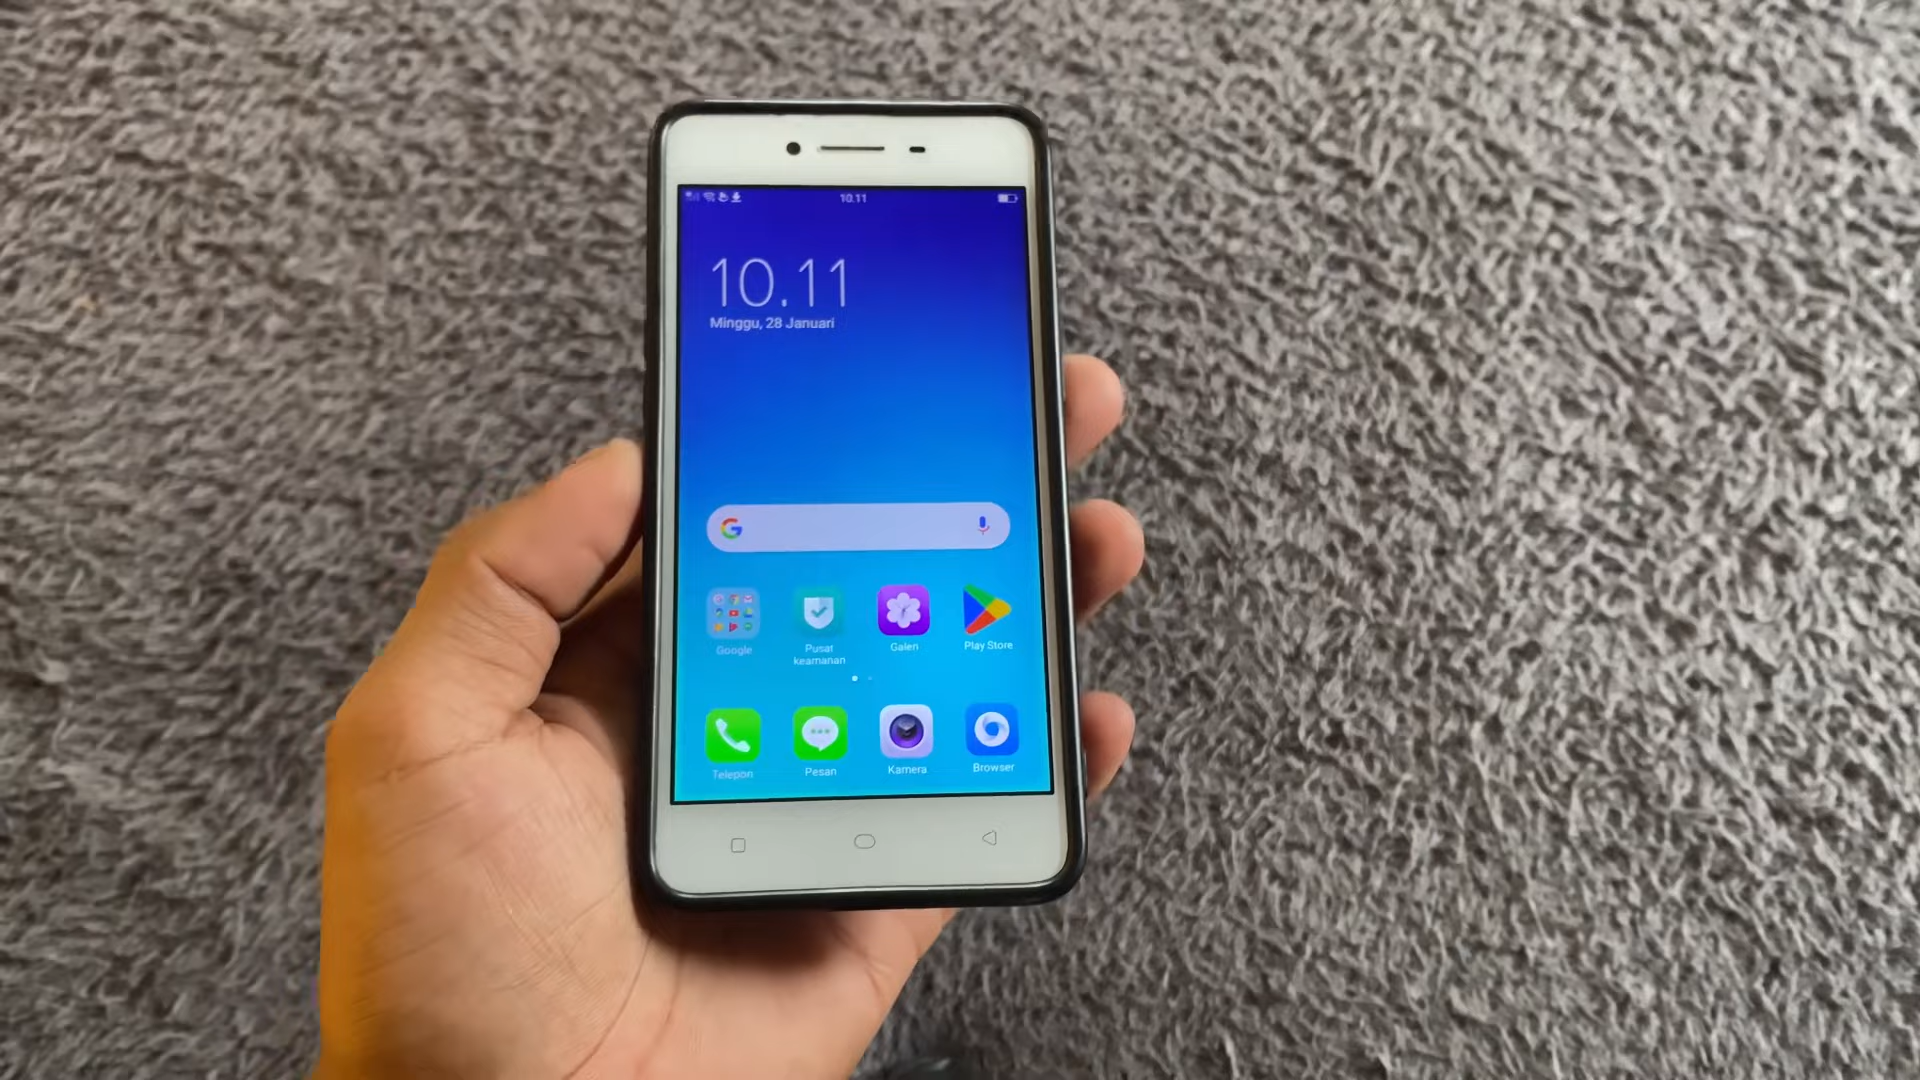 10.11
10.11
Minggu, 28 Januari
Google
Pusat
keamanan
Galeri
Play Store
Telepon
Pesan
Kamera
Browser